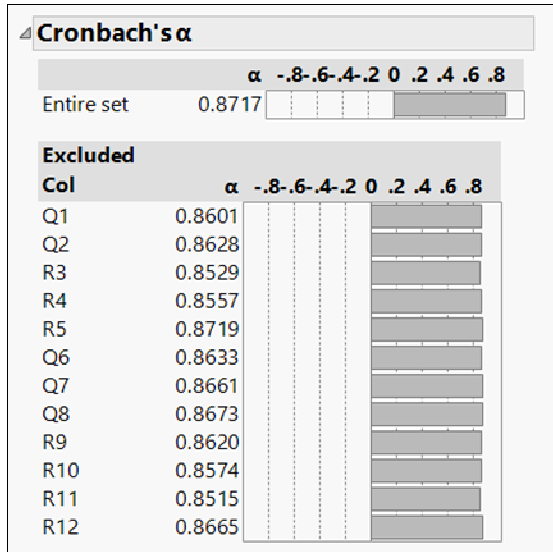 Cronbach's α
α -.8-.6-.4-.2 0 .2 .4 .6 .8
Entire set 0.8717
Excluded
Col α -.8-.6-.4-.2 0 .2 .4 .6 .8
Q1 0.8601
Q2 0.8628
R3 0.8529
R4 0.8557
R5 0.8719
Q6 0.8633
Q7 0.8661
Q8 0.8673
R9 0.8620
R10 0.8574
R11 0.8515
R12 0.8665